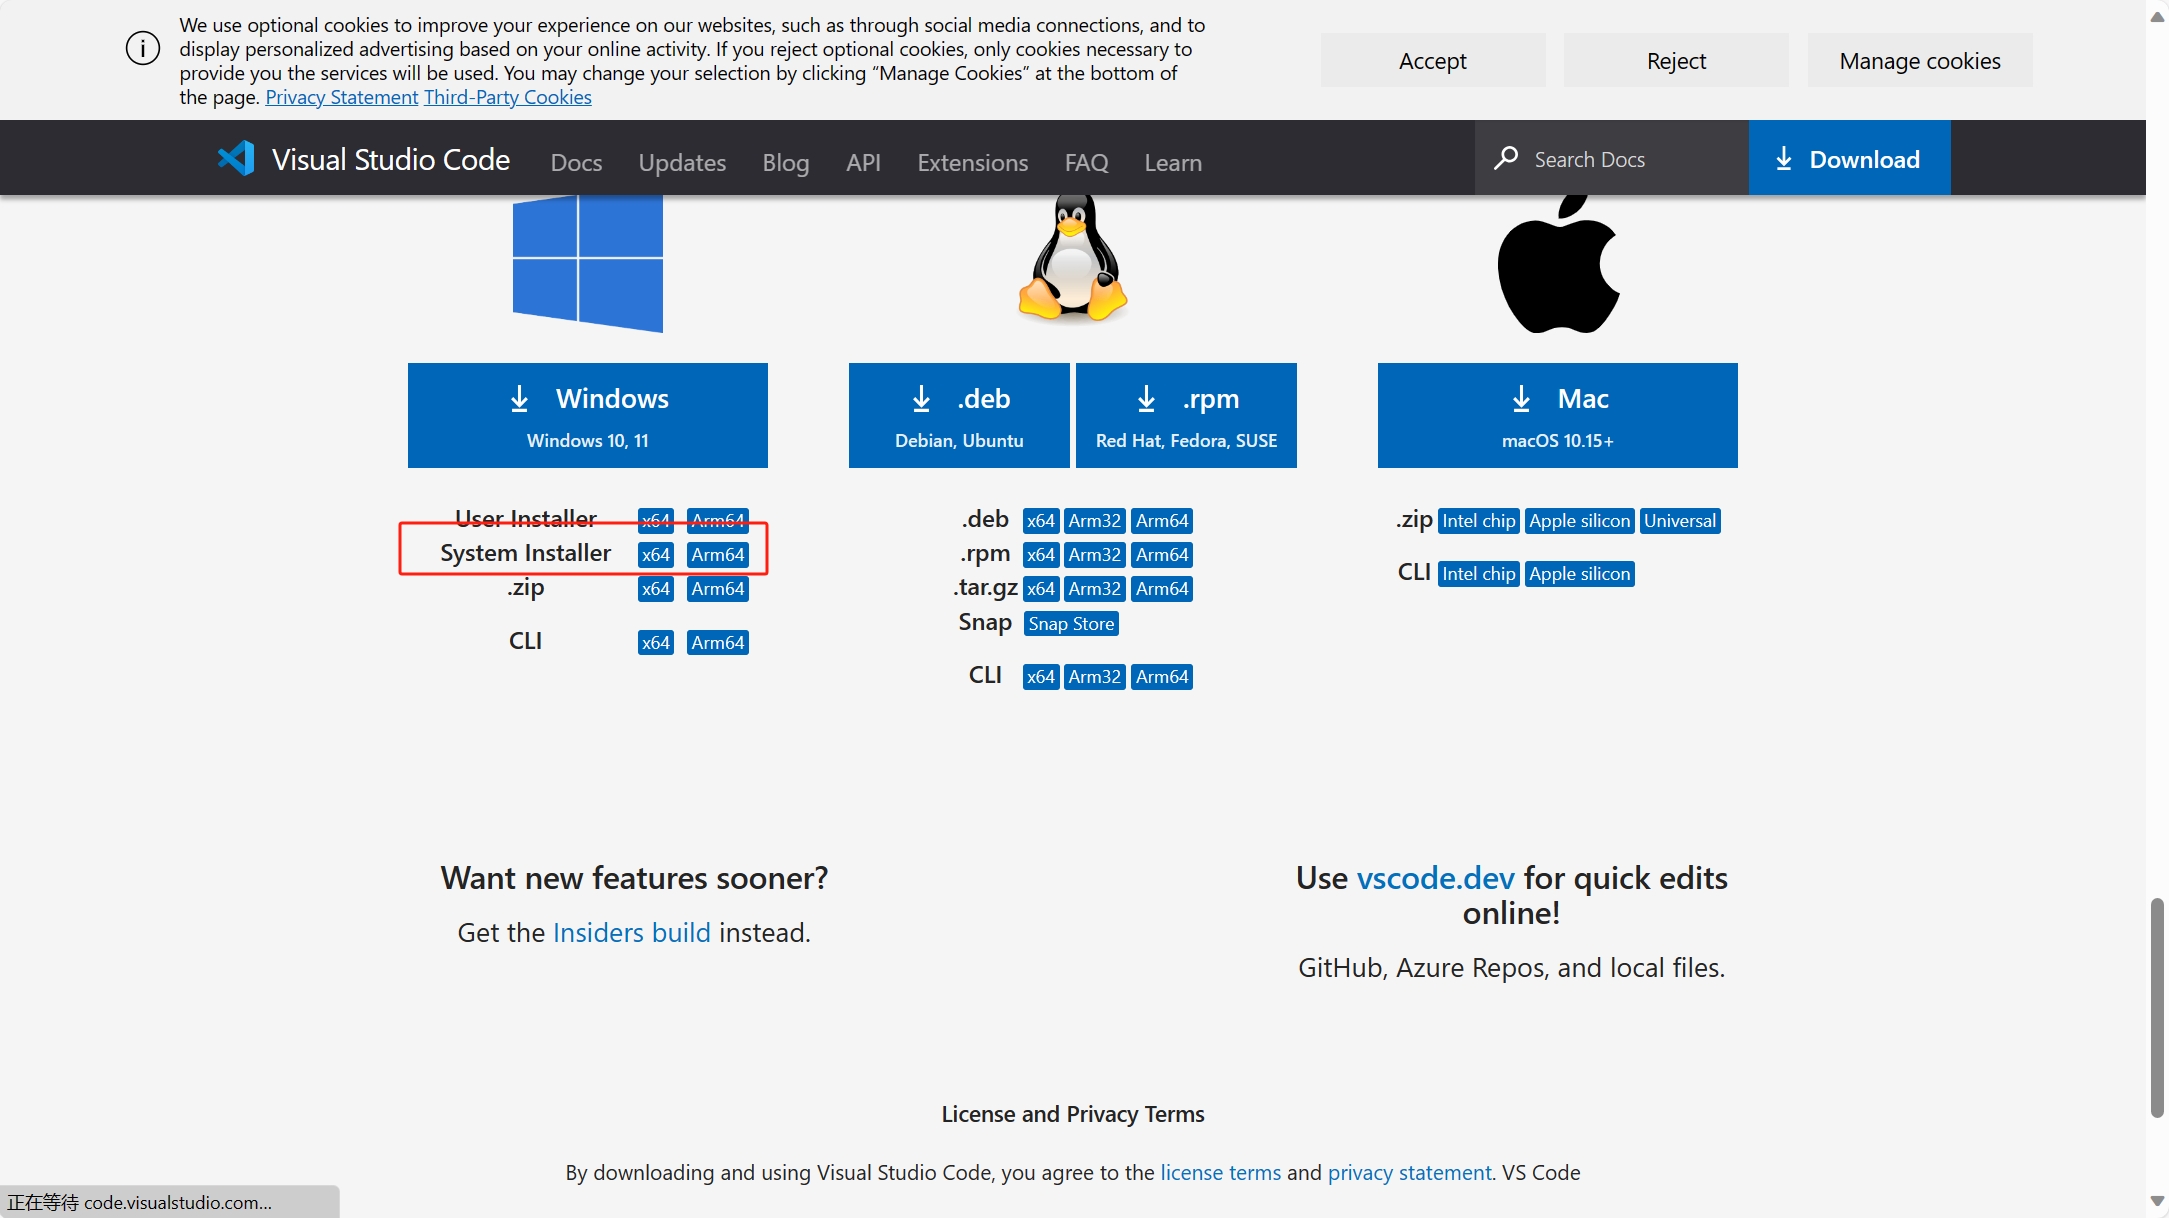 We use optional cookies to improve your experience on our websites, such as through social media connections, and to
display personalized advertising based on your online activity. If you reject optional cookies, only cookies necessary to
provide you the services will be used. You may change your selection by clicking “Manage Cookies” at the bottom of
the page. Privacy Statement Third-Party Cookies
Accept
Reject
Manage cookies
Visual Studio Code
Docs
Updates
Blog
API
Extensions
FAQ
Learn
Search Docs
Download
Windows
Windows 10, 11
User Installer x64 Arm64
System Installer x64 Arm64
.zip x64 Arm64
CLI x64 Arm64
.deb
Debian, Ubuntu
.rpm
Red Hat, Fedora, SUSE
.deb x64 Arm32 Arm64
.rpm x64 Arm32 Arm64
.tar.gz x64 Arm32 Arm64
Snap Snap Store
CLI x64 Arm32 Arm64
Mac
macOS 10.15+
.zip Intel chip Apple silicon Universal
CLI Intel chip Apple silicon
Want new features sooner?
Get the Insiders build instead.
Use vscode.dev for quick edits
online!
GitHub, Azure Repos, and local files.
License and Privacy Terms
By downloading and using Visual Studio Code, you agree to the license terms and privacy statement. VS Code
正在等待 code.visualstudio.com...